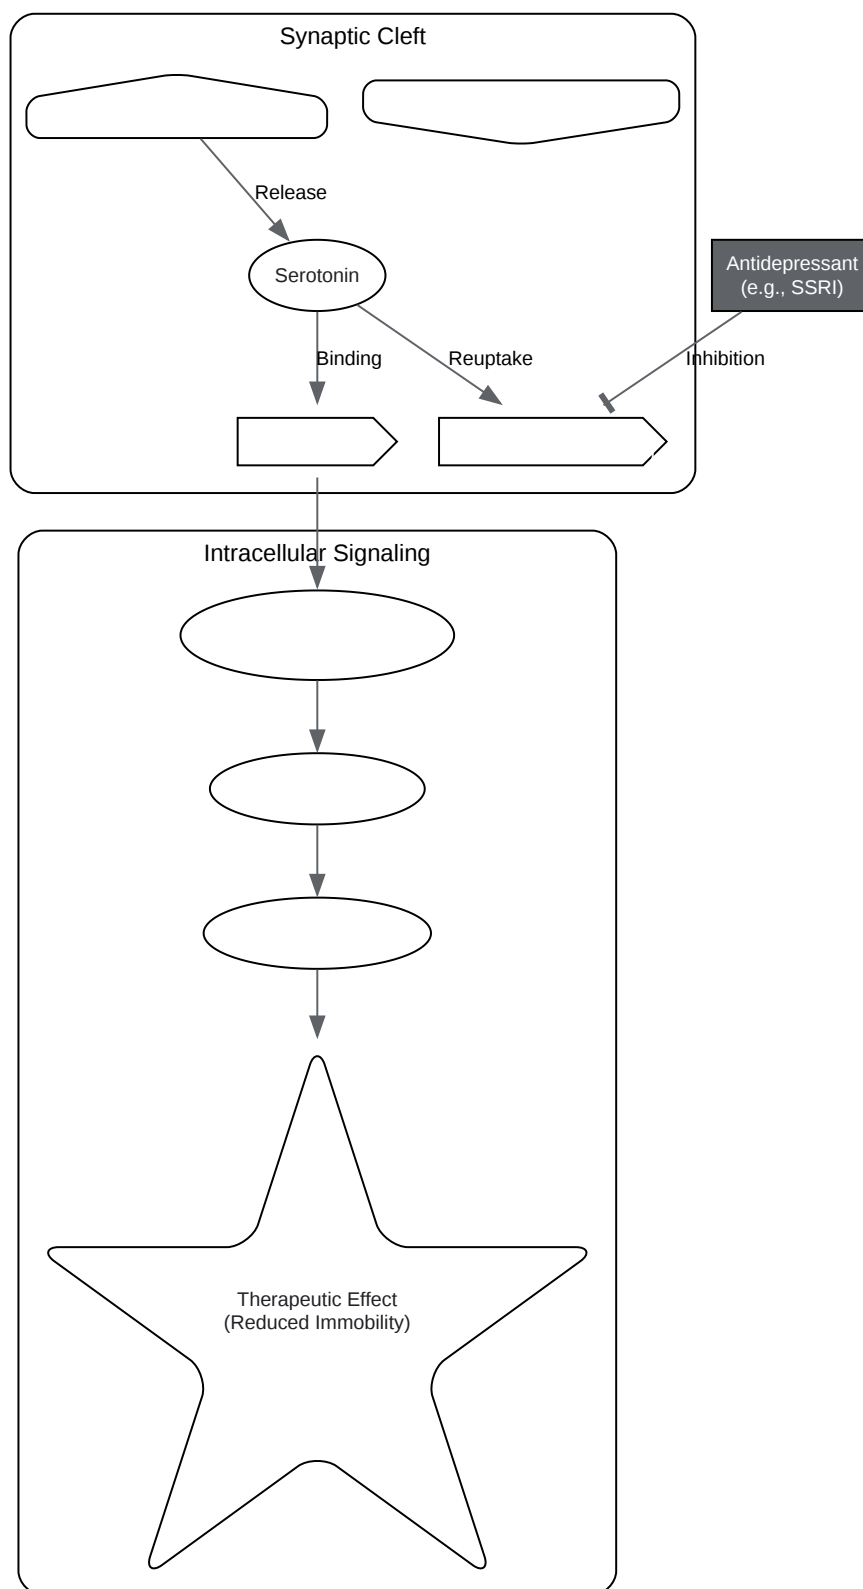 Synaptic Cleft
Release
Serotonin
Antidepressant
(e.g., SSRI)
Binding
Reuptake
Inhibition
Intracellular Signaling
Therapeutic Effect
(Reduced Immobility)